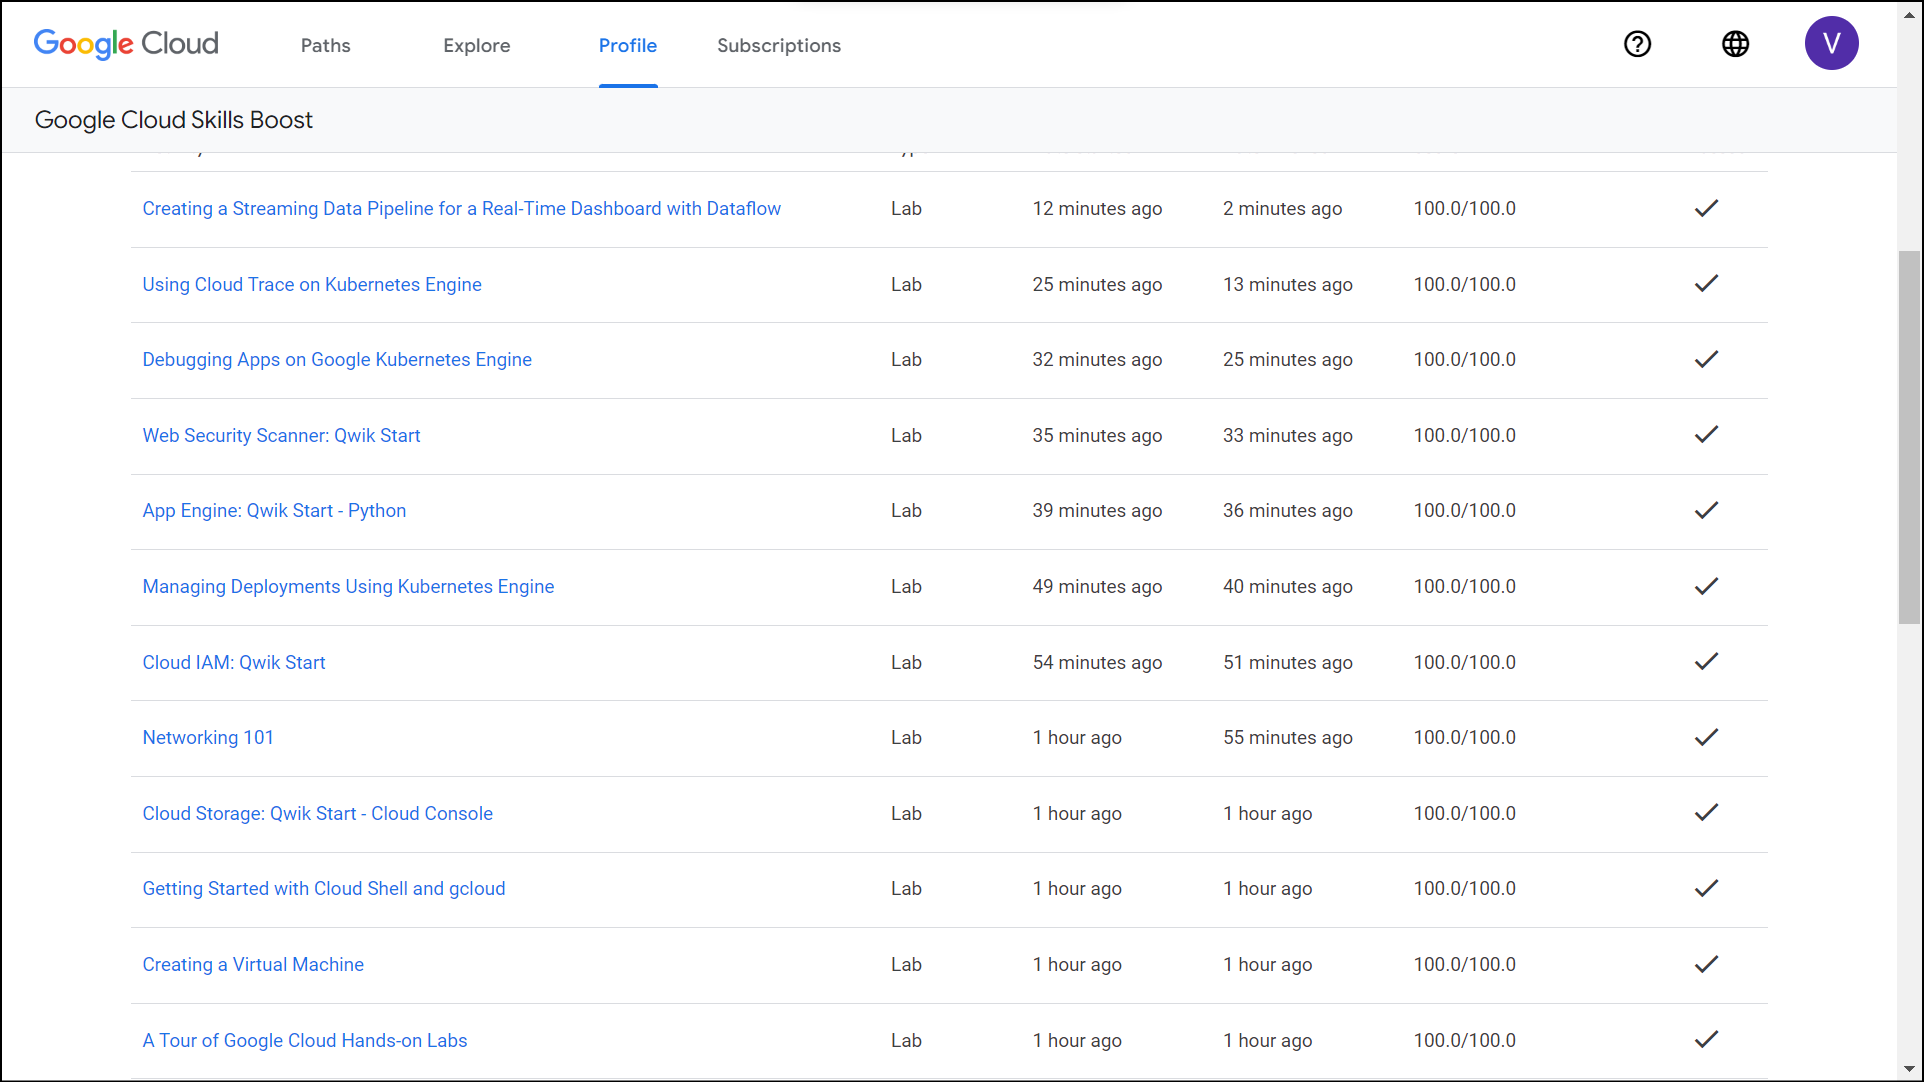 Google Cloud Paths Explore Profile Subscriptions V
Google Cloud Skills Boost
Creating a Streaming Data Pipeline for a Real-Time Dashboard with Dataflow Lab 12 minutes ago 2 minutes ago 100.0/100.0
Using Cloud Trace on Kubernetes Engine Lab 25 minutes ago 13 minutes ago 100.0/100.0
Debugging Apps on Google Kubernetes Engine Lab 32 minutes ago 25 minutes ago 100.0/100.0
Web Security Scanner: Qwik Start Lab 35 minutes ago 33 minutes ago 100.0/100.0
App Engine: Qwik Start - Python Lab 39 minutes ago 36 minutes ago 100.0/100.0
Managing Deployments Using Kubernetes Engine Lab 49 minutes ago 40 minutes ago 100.0/100.0
Cloud IAM: Qwik Start Lab 54 minutes ago 51 minutes ago 100.0/100.0
Networking 101 Lab 1 hour ago 55 minutes ago 100.0/100.0
Cloud Storage: Qwik Start - Cloud Console Lab 1 hour ago 1 hour ago 100.0/100.0
Getting Started with Cloud Shell and gcloud Lab 1 hour ago 1 hour ago 100.0/100.0
Creating a Virtual Machine Lab 1 hour ago 1 hour ago 100.0/100.0
A Tour of Google Cloud Hands-on Labs Lab 1 hour ago 1 hour ago 100.0/100.0